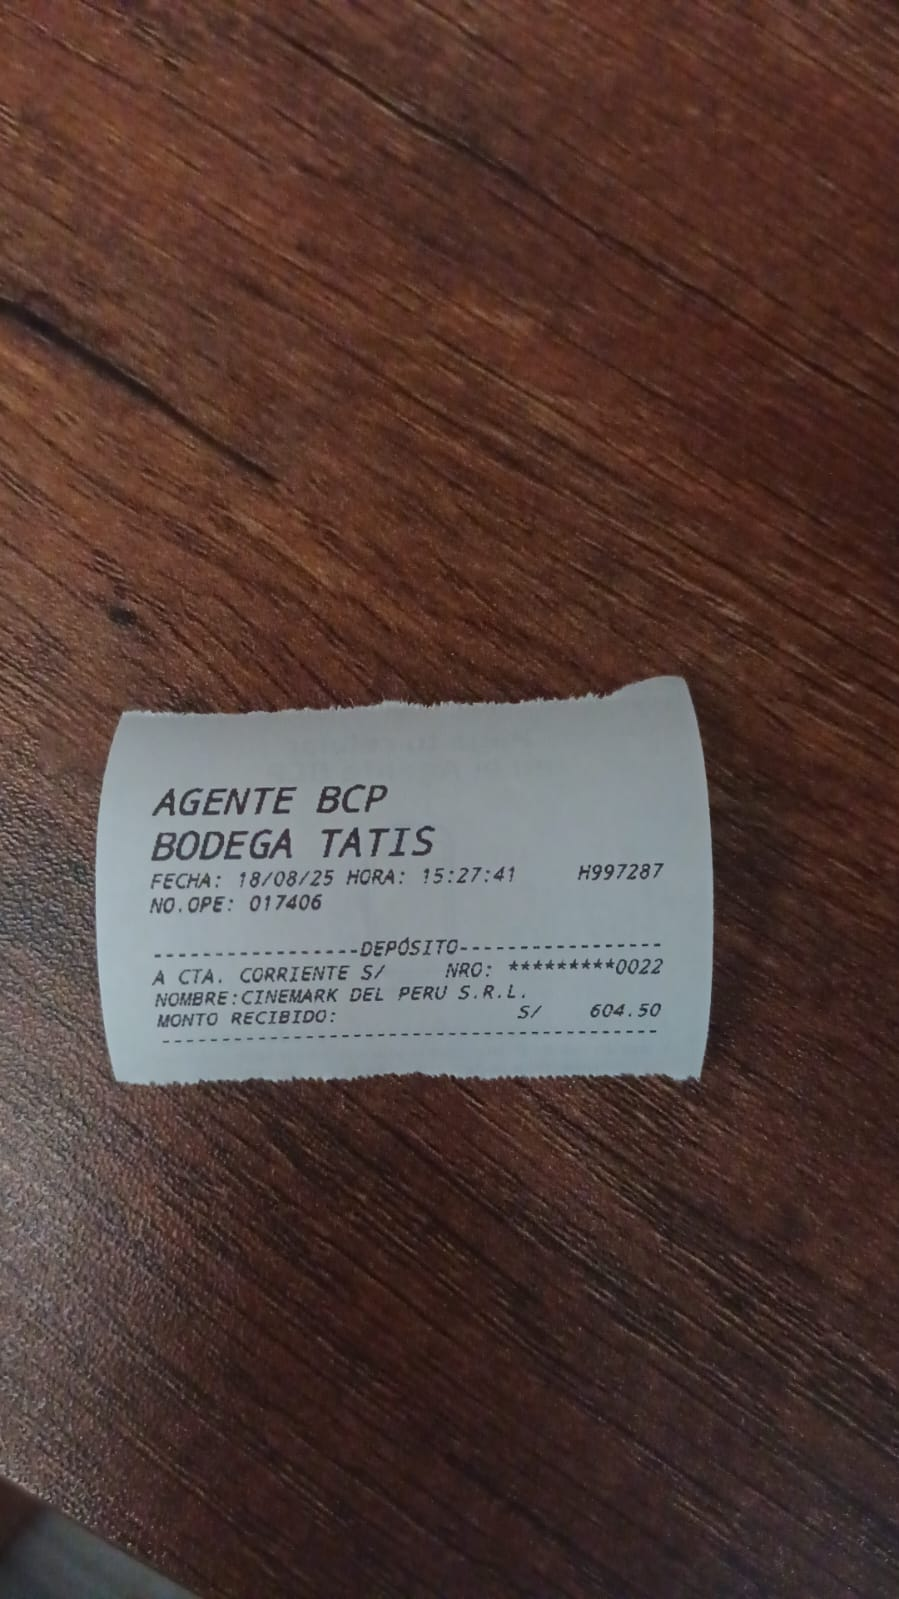 AGENTE BCP
BODEGA TATIS
FECHA: 18/08/25 HORA: 15:27:41 H997287
NO.OPE: 017406
------------------DEPÓSITO------------------
A CTA. CORRIENTE S/ NRO: *********0022
NOMBRE:CINEMARK DEL PERU S.R.L.
MONTO RECIBIDO: S/ 604.50
--------------------------------------------